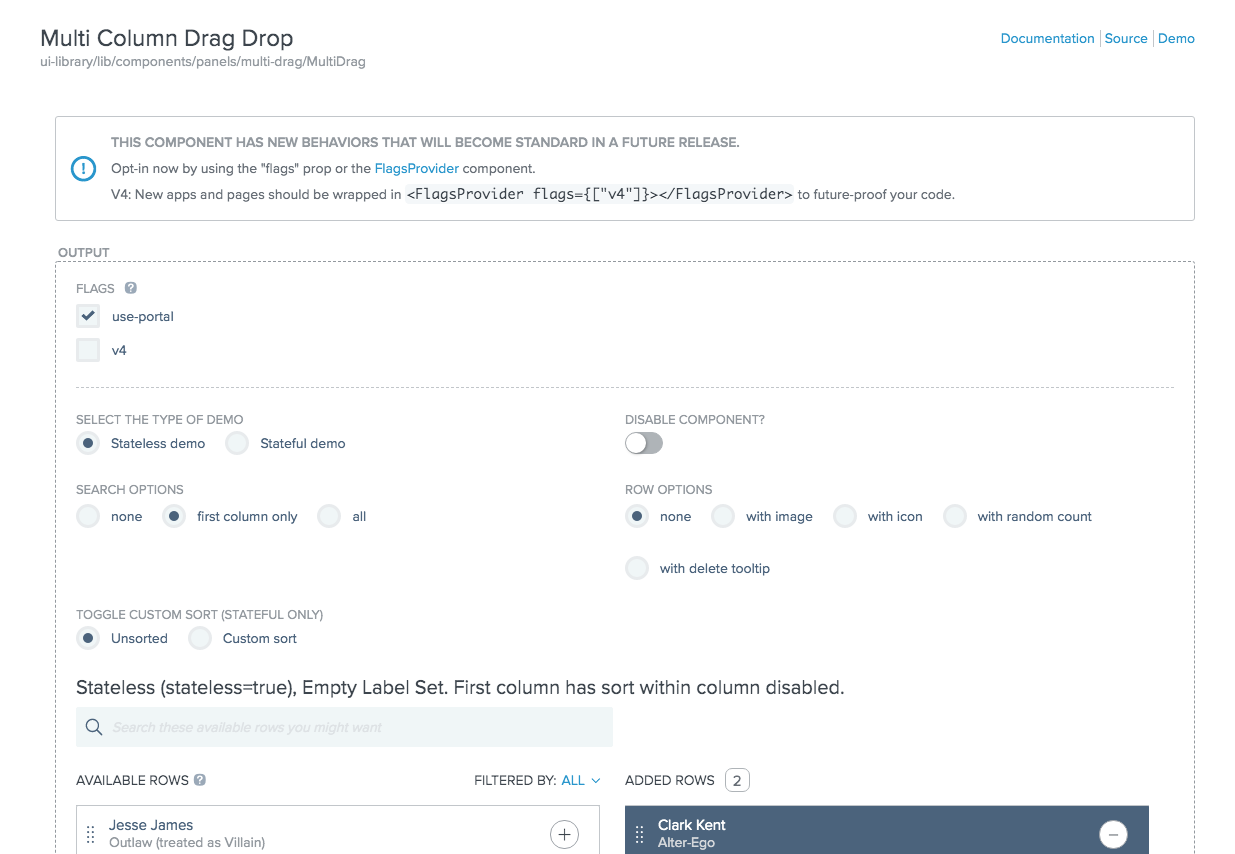 Multi Column Drag Drop
Documentation Source Demo
ui-library/lib/components/panels/multi-drag/MultiDrag
THIS COMPONENT HAS NEW BEHAVIORS THAT WILL BECOME STANDARD IN A FUTURE RELEASE.
Opt-in now by using the "flags" prop or the FlagsProvider component.
V4: New apps and pages should be wrapped in <FlagsProvider flags={["v4"]}></FlagsProvider> to future-proof your code.
OUTPUT
FLAGS ?
use-portal
v4
SELECT THE TYPE OF DEMO
Stateless demo Stateful demo
DISABLE COMPONENT?
SEARCH OPTIONS
none first column only all
ROW OPTIONS
none with image with icon with random count
with delete tooltip
TOGGLE CUSTOM SORT (STATEFUL ONLY)
Unsorted Custom sort
Stateless (stateless=true), Empty Label Set. First column has sort within column disabled.
Search these available rows you might want
AVAILABLE ROWS ? FILTERED BY: ALL
ADDED ROWS 2
Jesse James
Outlaw (treated as Villain)
Clark Kent
Alter-Ego